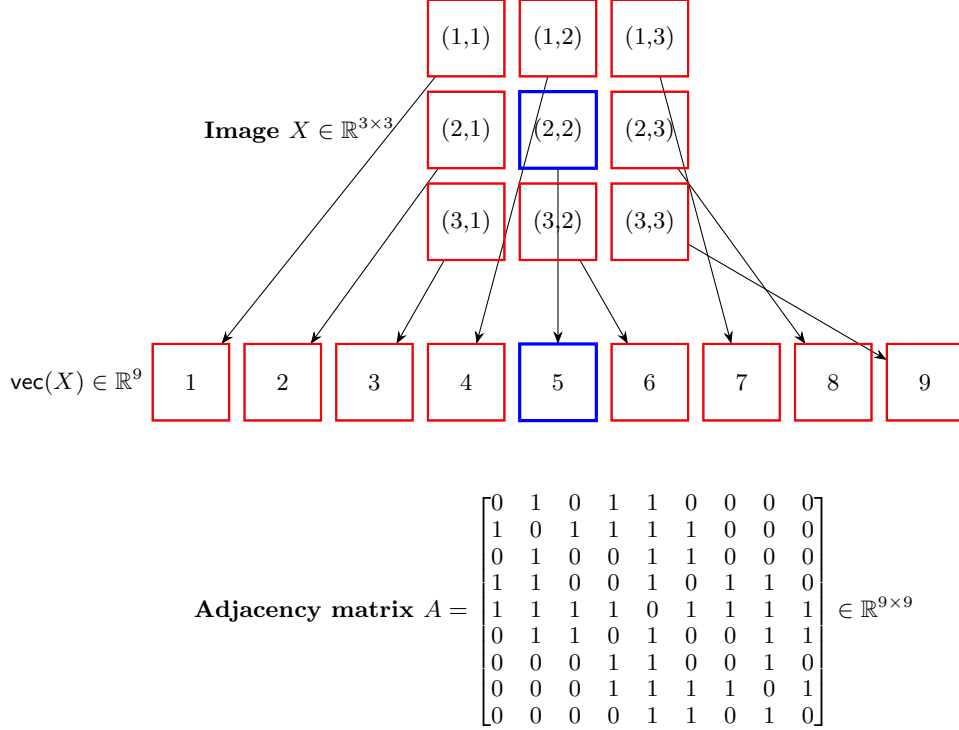 (1,1) (1,2) (1,3)
Image X ∈ ℝ^{3×3} (2,1) (2,2) (2,3)
(3,1) (3,2) (3,3)
vec(X) ∈ ℝ^9 1 2 3 4 5 6 7 8 9
0 1 0 1 1 0 0 0 0
1 0 1 1 1 1 0 0 0
0 1 0 0 1 1 0 0 0
1 1 0 0 1 0 1 1 0
Adjacency matrix A = 1 1 1 1 0 1 1 1 1 ∈ ℝ^{9×9}
0 1 1 0 1 0 0 1 1
0 0 0 1 1 0 0 1 0
0 0 0 1 1 1 1 0 1
0 0 0 0 1 1 0 1 0